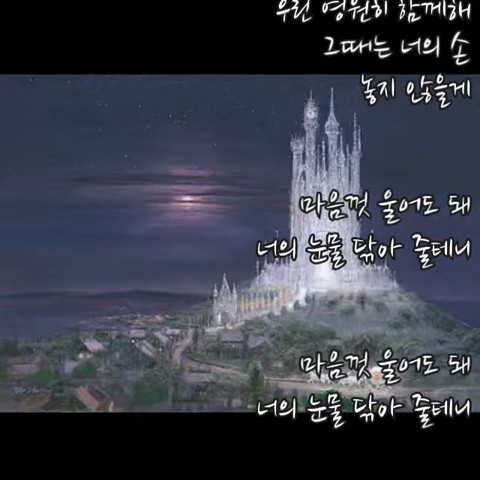 우린 영원히 함께해
그때는 너의 손
놓지 않을게
마음껏 울어도 돼
너의 눈물 닦아 줄테니
마음껏 울어도 돼
너의 눈물 닦아 줄테니